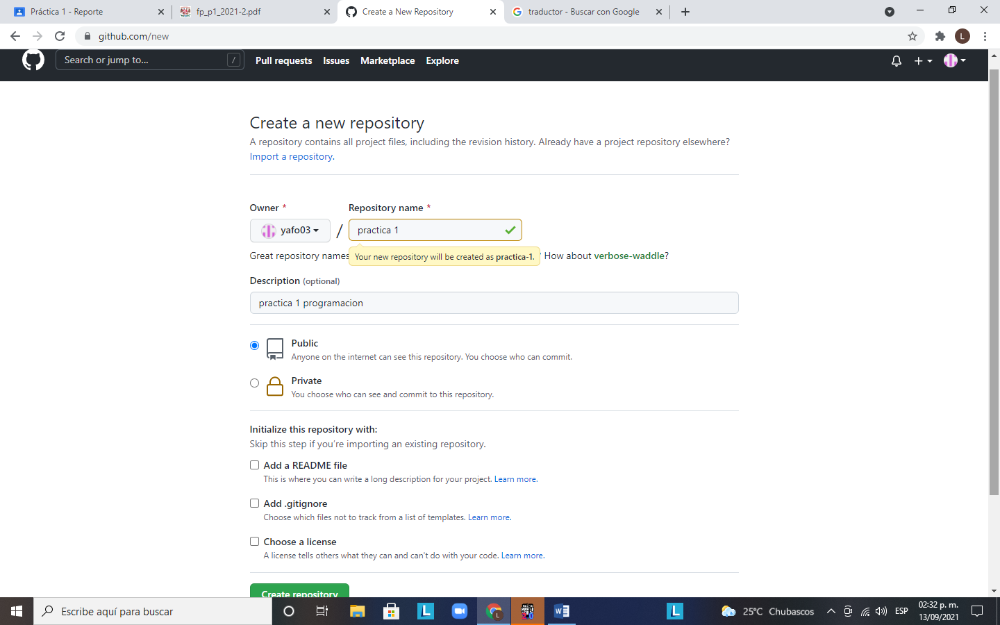 Práctica 1 - Reporte
fp_p1_2021-2.pdf
Create a New Repository
traductor - Buscar con Google
github.com/new
L
Search or jump to...
/
Pull requests
Issues
Marketplace
Explore
Create a new repository
A repository contains all project files, including the revision history. Already have a project repository elsewhere?
Import a repository.
Owner *
Repository name *
yafo03
/
practica 1
Great repository names
Your new repository will be created as practica-1.
? How about verbose-waddle?
Description (optional)
practica 1 programacion
Public
Anyone on the internet can see this repository. You choose who can commit.
Private
You choose who can see and commit to this repository.
Initialize this repository with:
Skip this step if you're importing an existing repository.
Add a README file
This is where you can write a long description for your project. Learn more.
Add .gitignore
Choose which files not to track from a list of templates. Learn more.
Choose a license
A license tells others what they can and can't do with your code. Learn more.
Create repository
Escribe aquí para buscar
L
L
W
L
25°C Chubascos
ESP
02:32 p. m.
13/09/2021